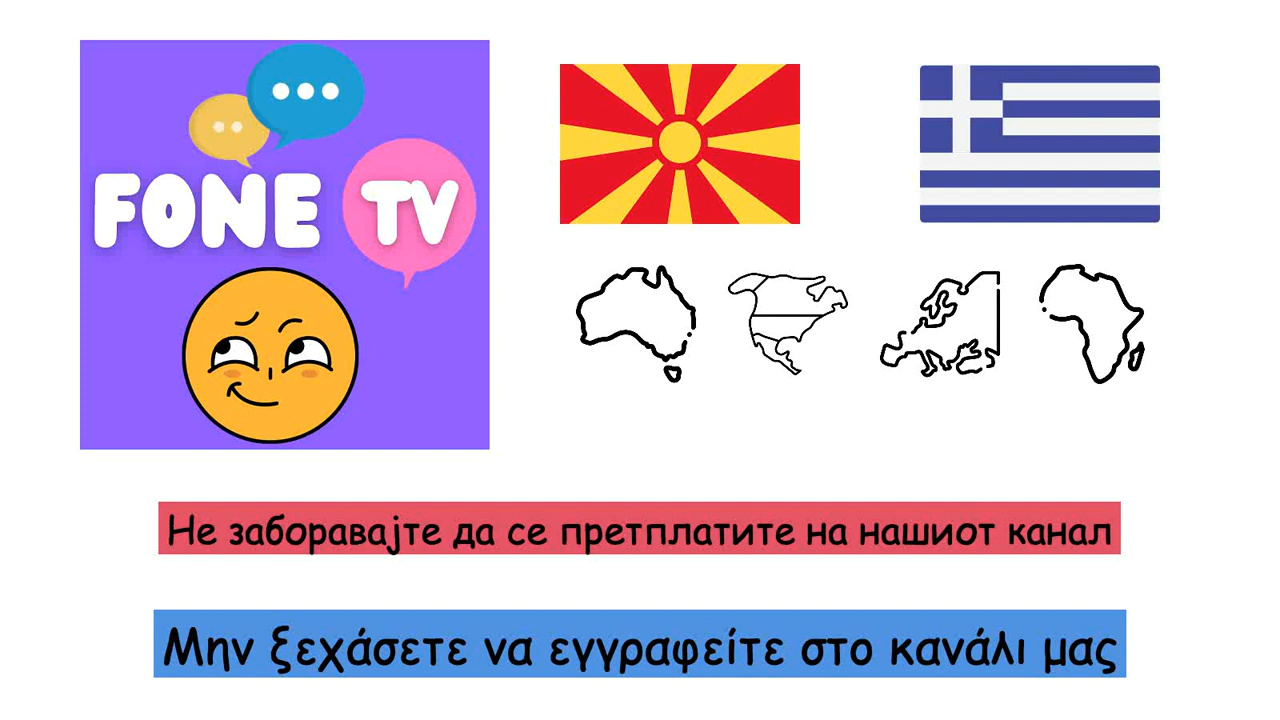 FONE TV
Не заборавајте да се претплатите на нашиот канал
Μην ξεχάσετε να εγγραφείτε στο κανάλι μας